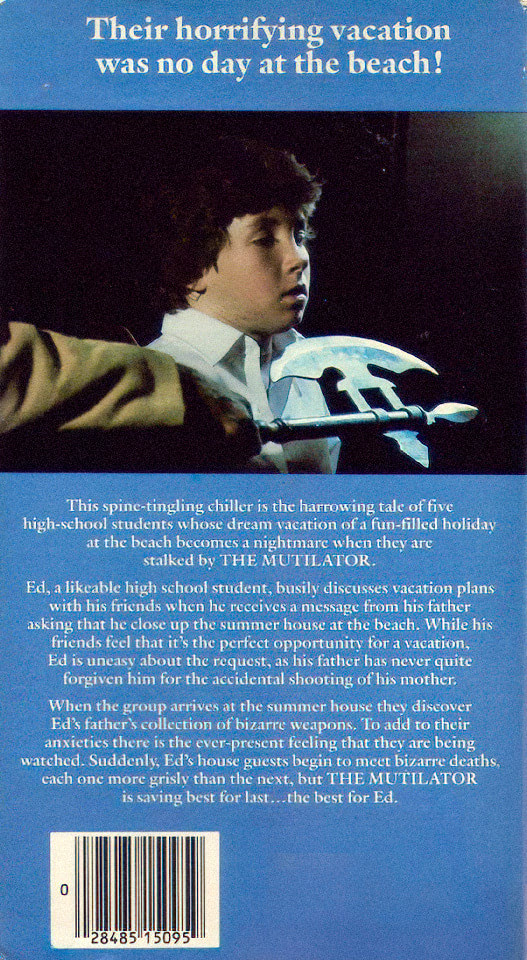 Their horrifying vacation
was no day at the beach!
This spine-tingling chiller is the harrowing tale of five
high-school students whose dream vacation of a fun-filled holiday
at the beach becomes a nightmare when they are
stalked by THE MUTILATOR.
Ed, a likeable high school student, busily discusses vacation plans
with his friends when he receives a message from his father
asking that he close up the summer house at the beach. While his
friends feel that it's the perfect opportunity for a vacation,
Ed is uneasy about the request, as his father has never quite
forgiven him for the accidental shooting of his mother.
When the group arrives at the summer house they discover
Ed's father's collection of bizarre weapons. To add to their
anxieties there is the ever-present feeling that they are being
watched. Suddenly, Ed's house guests begin to meet bizarre deaths,
each one more grisly than the next, but THE MUTILATOR
is saving best for last...the best for Ed.
0 28485 15095